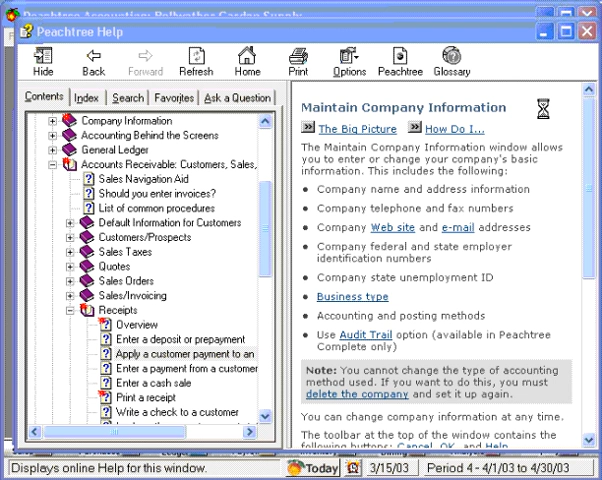 Peachtree Accounting: Bellwether Garden Supply
Peachtree Help
Hide Back Forward Refresh Home Print Options Peachtree Glossary
Contents Index Search Favorites Ask a Question
Company Information
Accounting Behind the Screens
General Ledger
Accounts Receivable: Customers, Sales,
Sales Navigation Aid
Should you enter invoices?
List of common procedures
Default Information for Customers
Customers/Prospects
Sales Taxes
Quotes
Sales Orders
Sales/Invoicing
Receipts
Overview
Enter a deposit or prepayment
Apply a customer payment to an
Enter a payment from a customer
Enter a cash sale
Print a receipt
Write a check to a customer
Maintain Company Information
The Big Picture How Do I...
The Maintain Company Information window allows
you to enter or change your company's basic
information. This includes the following:
• Company name and address information
• Company telephone and fax numbers
• Company Web site and e-mail addresses
• Company federal and state employer
identification numbers
• Company state unemployment ID
• Business type
• Accounting and posting methods
• Use Audit Trail option (available in Peachtree
Complete only)
Note: You cannot change the type of accounting
method used. If you want to do this, you must
delete the company and set it up again.
You can change company information at any time.
The toolbar at the top of the window contains the
following buttons: Cancel, OK, and Help.
Displays online Help for this window. Today 3/15/03 Period 4 - 4/1/03 to 4/30/03